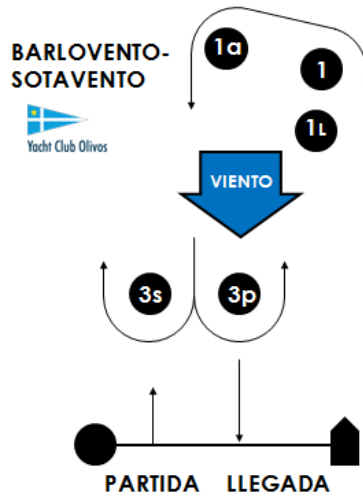 BARLOVENTO-
SOTAVENTO
Yacht Club Olivos
1a
1
1L
VIENTO
3s
3p
PARTIDA LLEGADA